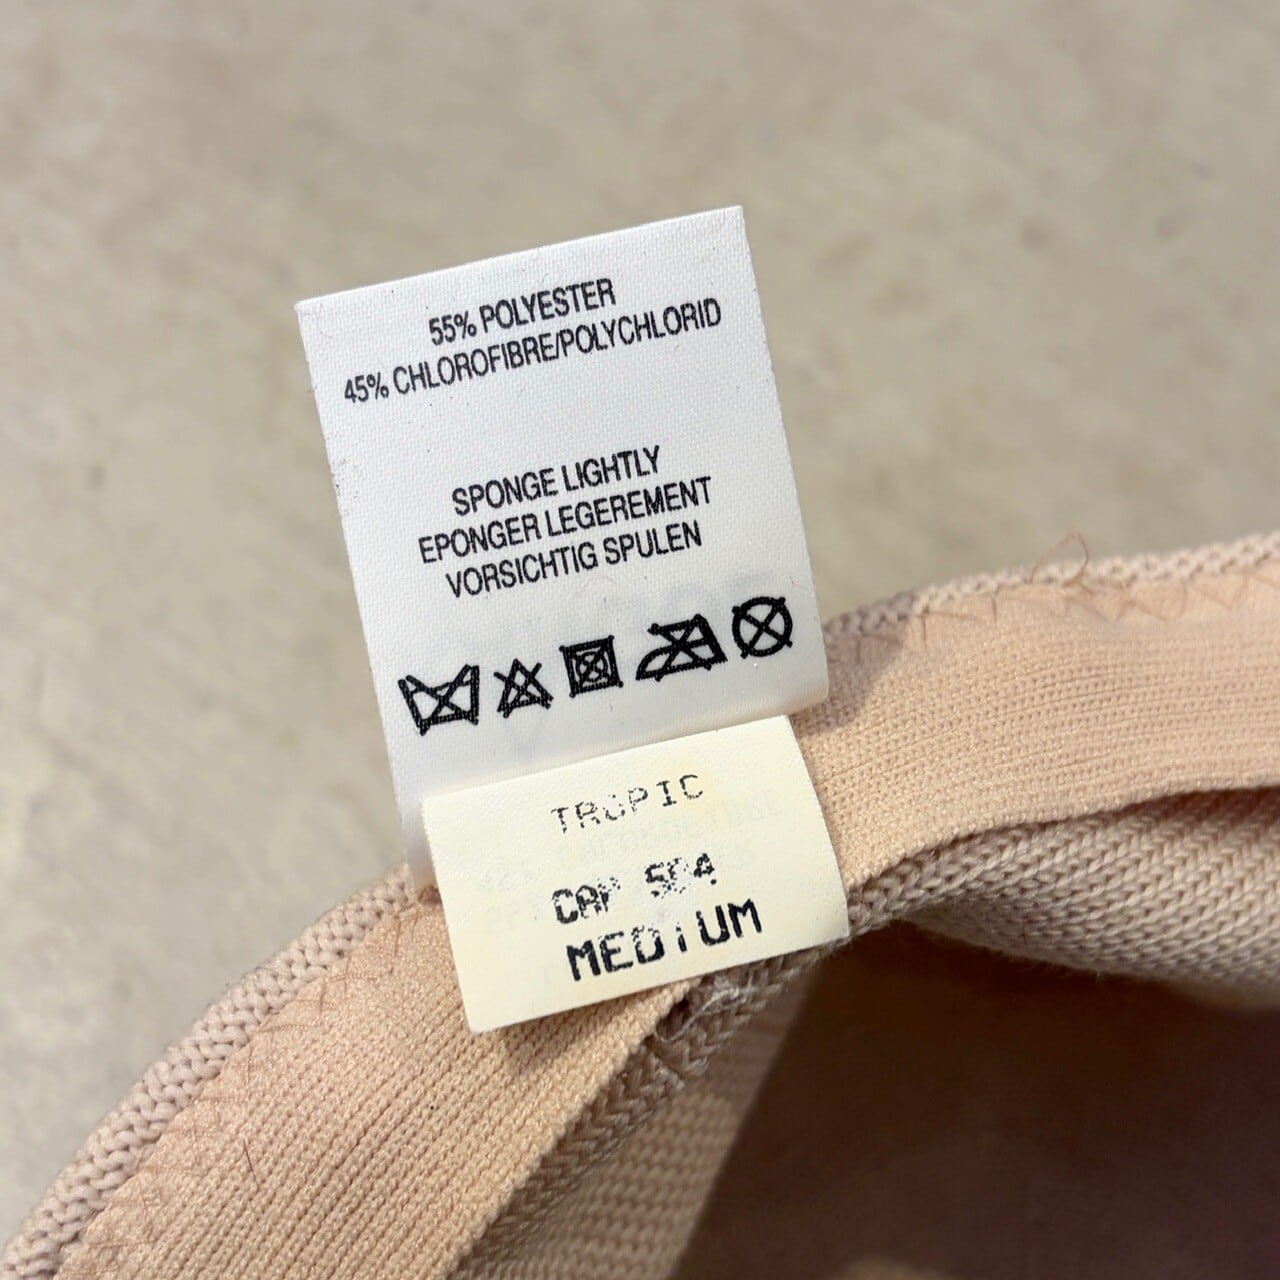 55% POLYESTER
45% CHLOROFIBRE/POLYCHLORID
SPONGE LIGHTLY
EPONGER LEGEREMENT
VORSICHTIG SPULEN
TROPIC
CAP 504
MEDIUM